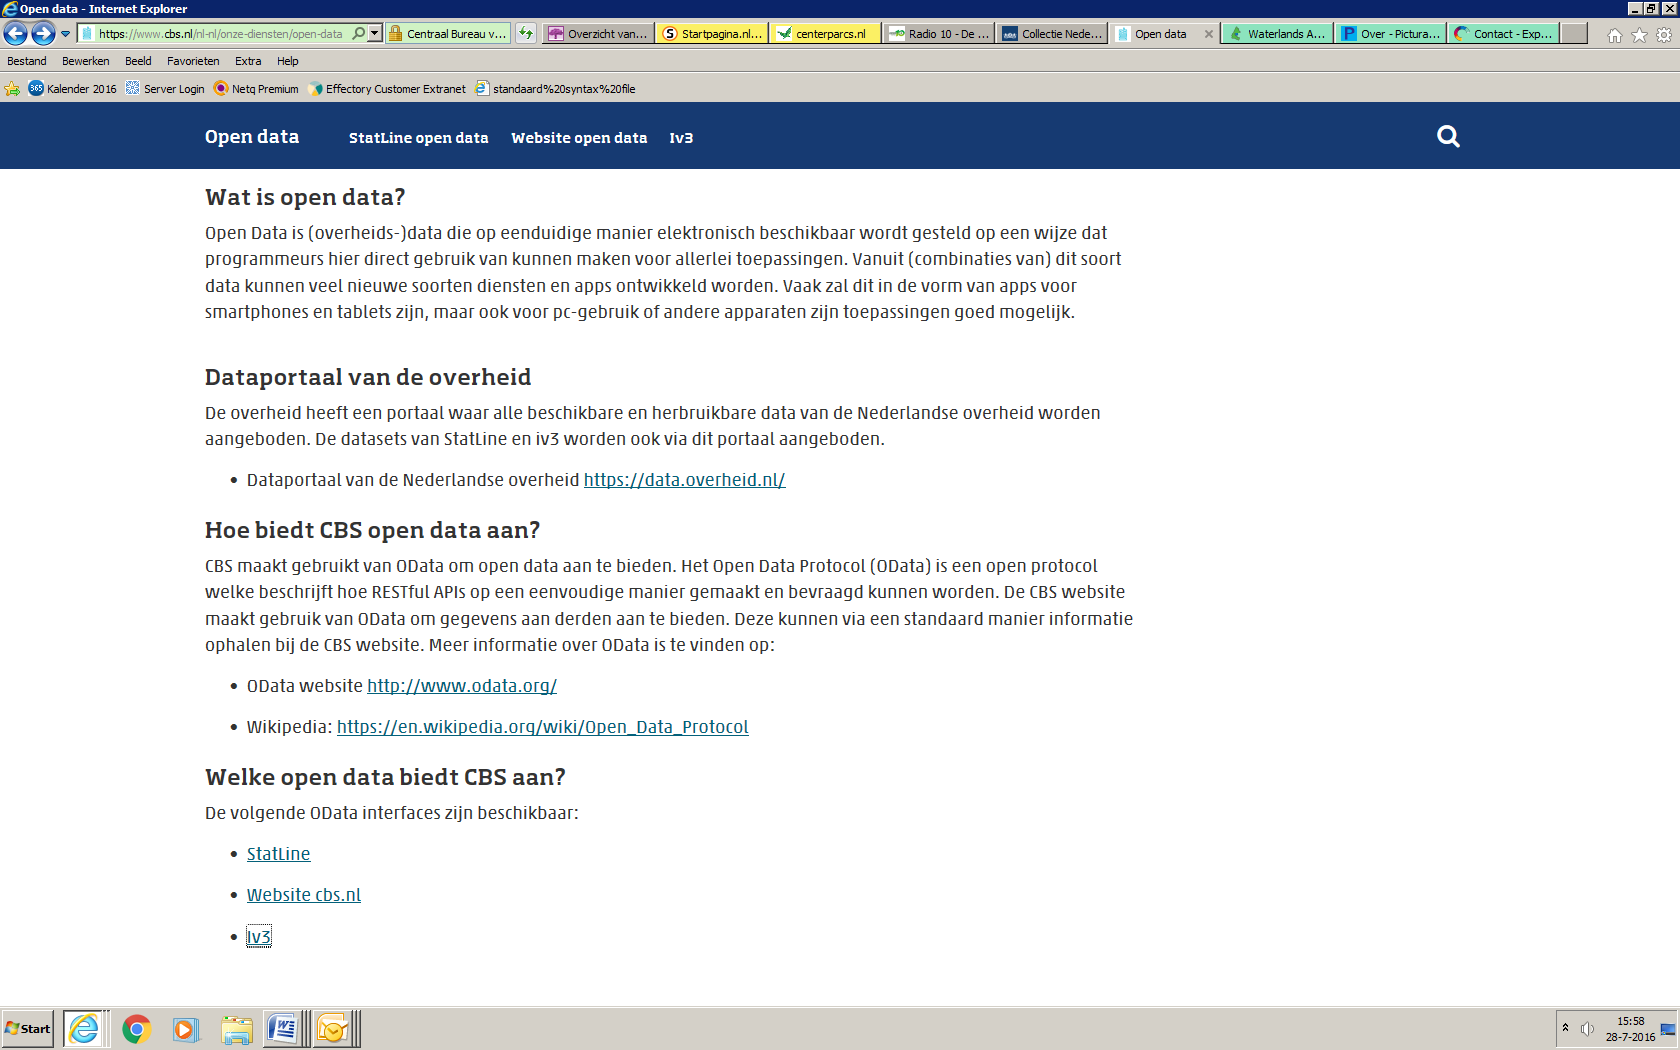 Open data - Internet Explorer
https://www.cbs.nl/nl-nl/onze-diensten/open-data
Centraal Bureau v...
Overzicht van...
Startpagina.nl...
centerparcs.nl
Radio 10 - De ...
Collectie Nede...
Open data
Waterlands A...
Over - Pictura...
Contact - Exp...
Bestand Bewerken Beeld Favorieten Extra Help
Kalender 2016 Server Login Netq Premium Effectory Customer Extranet standaard%20syntax%20file
Open data StatLine open data Website open data Iv3
Wat is open data?
Open Data is (overheids-)data die op eenduidige manier elektronisch beschikbaar wordt gesteld op een wijze dat
programmeurs hier direct gebruik van kunnen maken voor allerlei toepassingen. Vanuit (combinaties van) dit soort
data kunnen veel nieuwe soorten diensten en apps ontwikkeld worden. Vaak zal dit in de vorm van apps voor
smartphones en tablets zijn, maar ook voor pc-gebruik of andere apparaten zijn toepassingen goed mogelijk.
Dataportaal van de overheid
De overheid heeft een portaal waar alle beschikbare en herbruikbare data van de Nederlandse overheid worden
aangeboden. De datasets van StatLine en iv3 worden ook via dit portaal aangeboden.
• Dataportaal van de Nederlandse overheid https://data.overheid.nl/
Hoe biedt CBS open data aan?
CBS maakt gebruikt van OData om open data aan te bieden. Het Open Data Protocol (OData) is een open protocol
welke beschrijft hoe RESTful APIs op een eenvoudige manier gemaakt en bevraagd kunnen worden. De CBS website
maakt gebruik van OData om gegevens aan derden aan te bieden. Deze kunnen via een standaard manier informatie
ophalen bij de CBS website. Meer informatie over OData is te vinden op:
• OData website http://www.odata.org/
• Wikipedia: https://en.wikipedia.org/wiki/Open_Data_Protocol
Welke open data biedt CBS aan?
De volgende OData interfaces zijn beschikbaar:
• StatLine
• Website cbs.nl
• Iv3
Start
15:58
28-7-2016